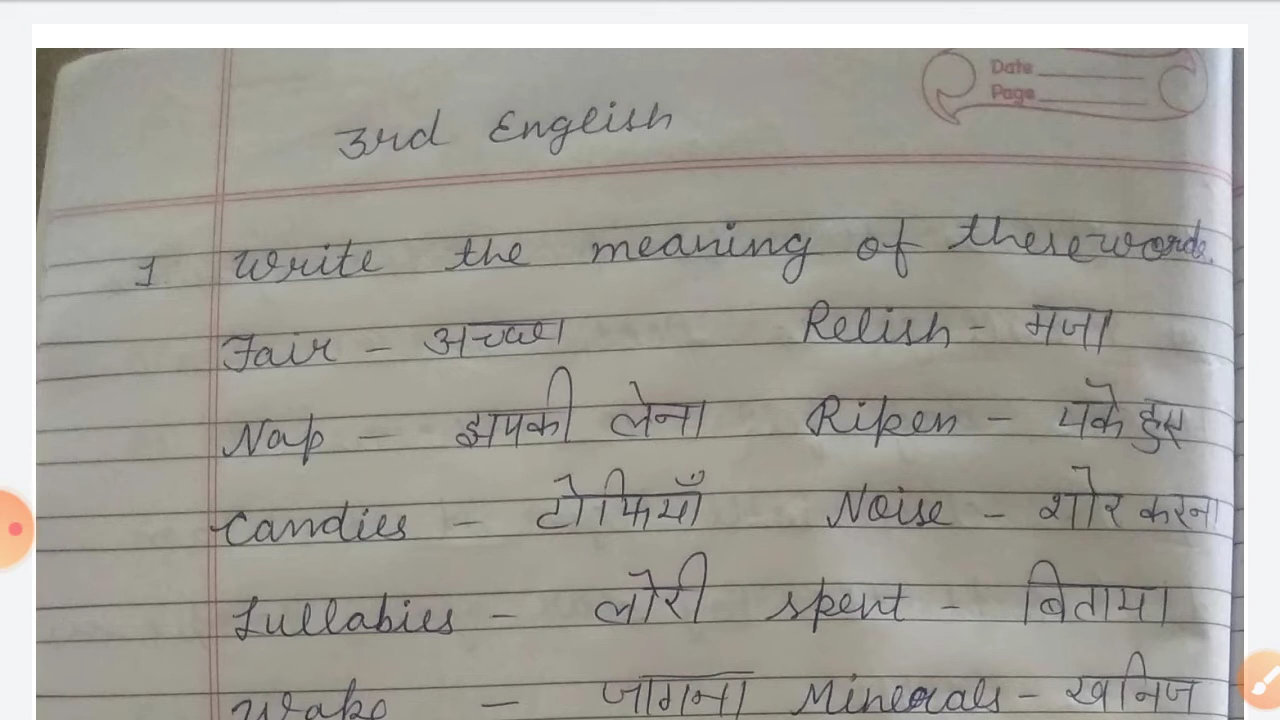 Date
Page
3rd English
1 Write the meaning of these words.
Fair - अच्छा Relish - मजा
Nap - झपकी लेना Ripen - पके हुए
Candies - टोफियाँ Noise - शोर करना
Lullabies - लोरी spent - बिताया
Wake - जागना Minerals - खनिज